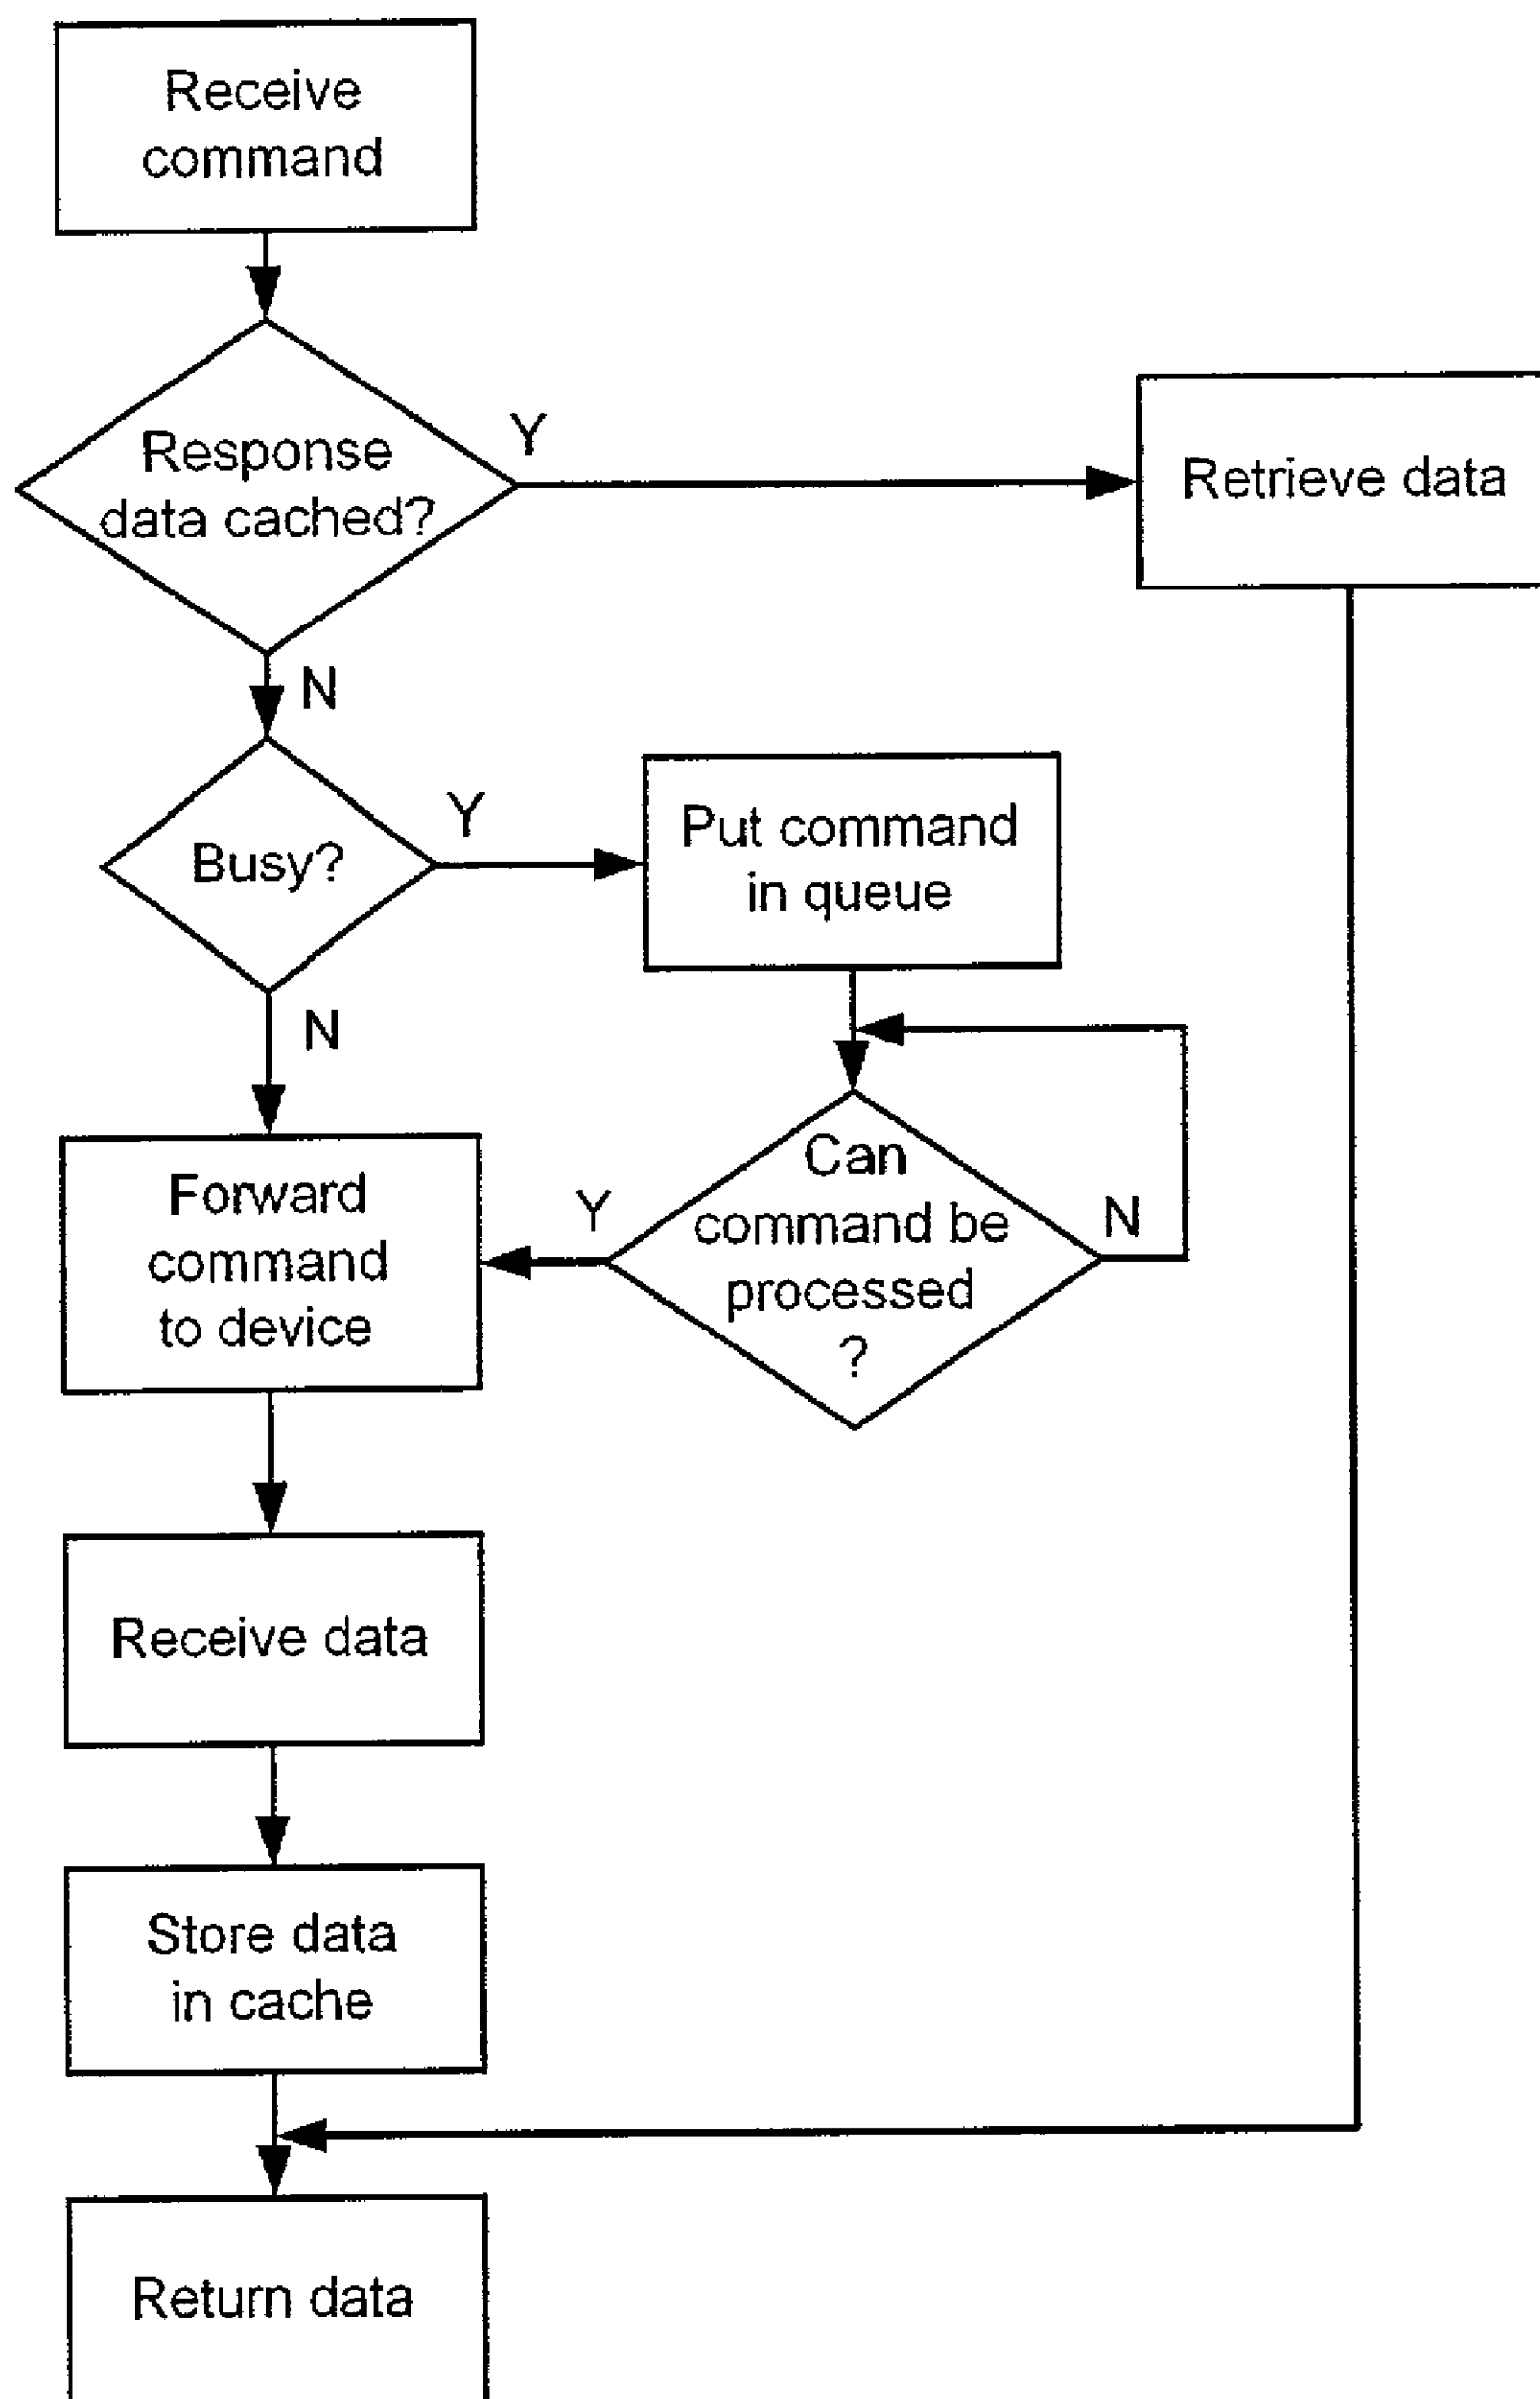 Receive
command
Response
data cached?
Y
Retrieve data
N
Busy?
Y
Put command
in queue
N
Forward
command
to device
Y
Can
command be
processed
?
N
Receive data
Store data
in cache
Return data